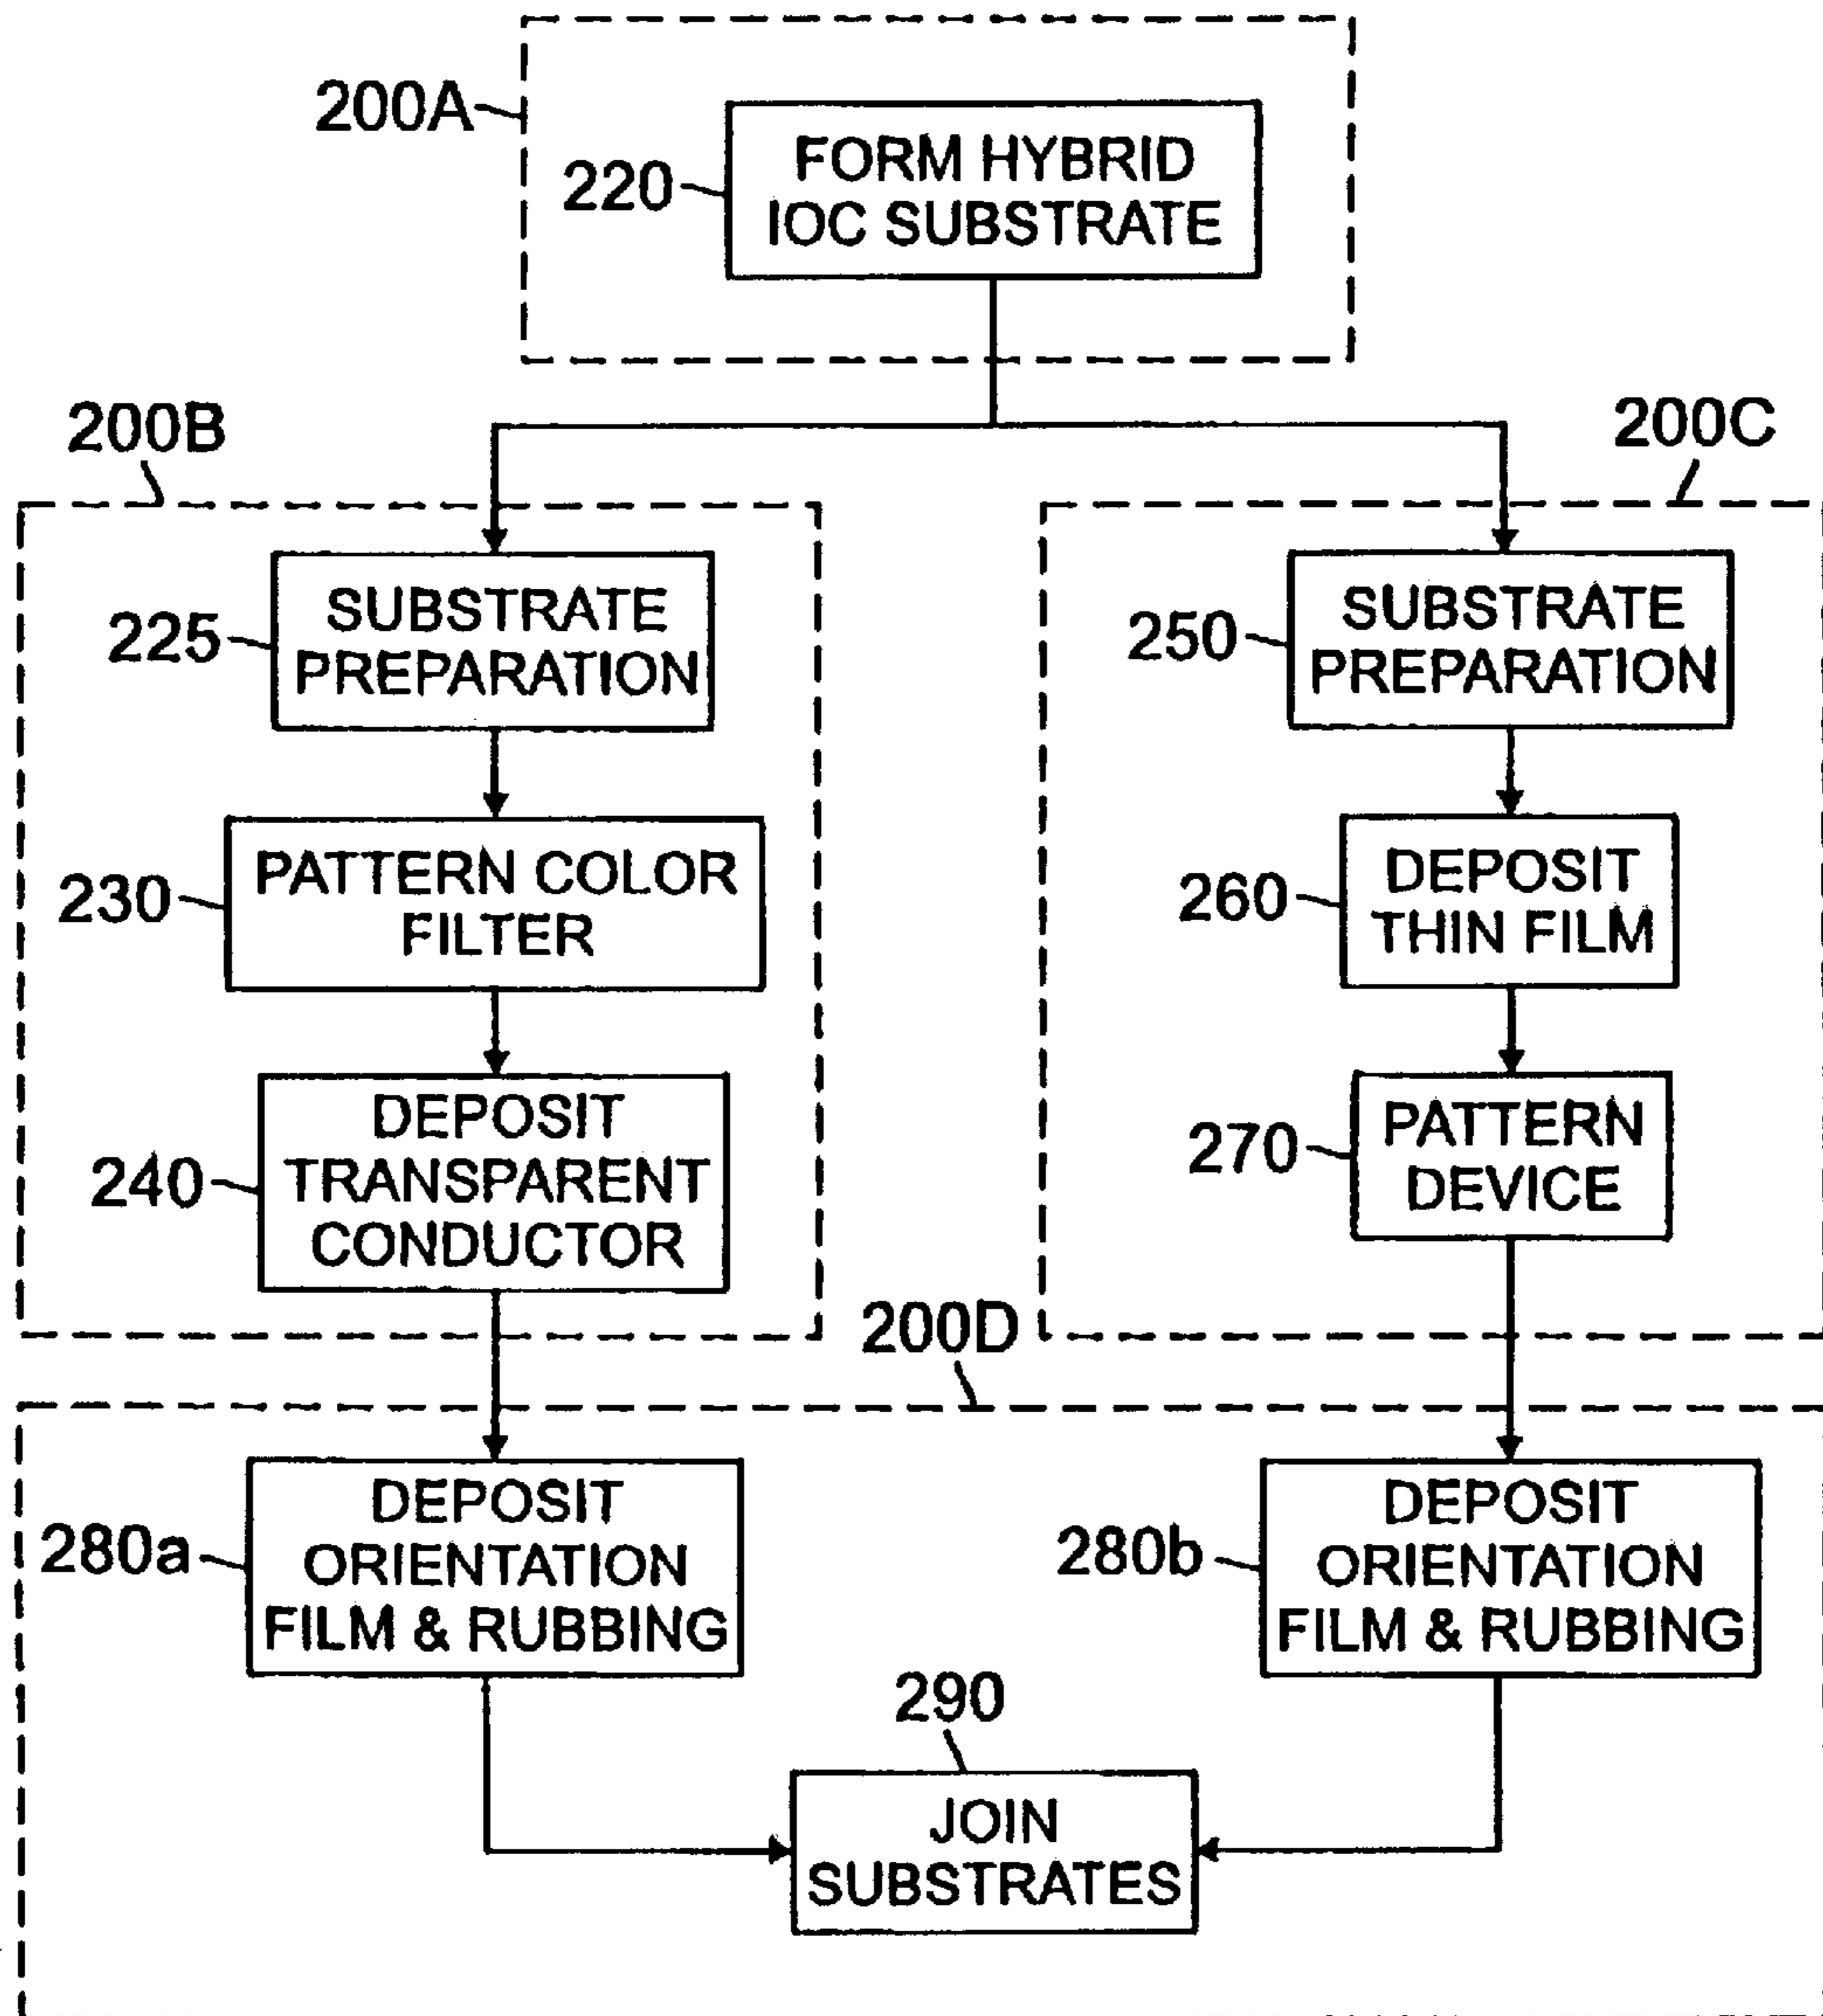 200A
220
FORM HYBRID
IOC SUBSTRATE
200B
200C
225
SUBSTRATE
PREPARATION
250
SUBSTRATE
PREPARATION
230
PATTERN COLOR
FILTER
260
DEPOSIT
THIN FILM
240
DEPOSIT
TRANSPARENT
CONDUCTOR
270
PATTERN
DEVICE
200D
280a
DEPOSIT
ORIENTATION
FILM & RUBBING
280b
DEPOSIT
ORIENTATION
FILM & RUBBING
290
JOIN
SUBSTRATES